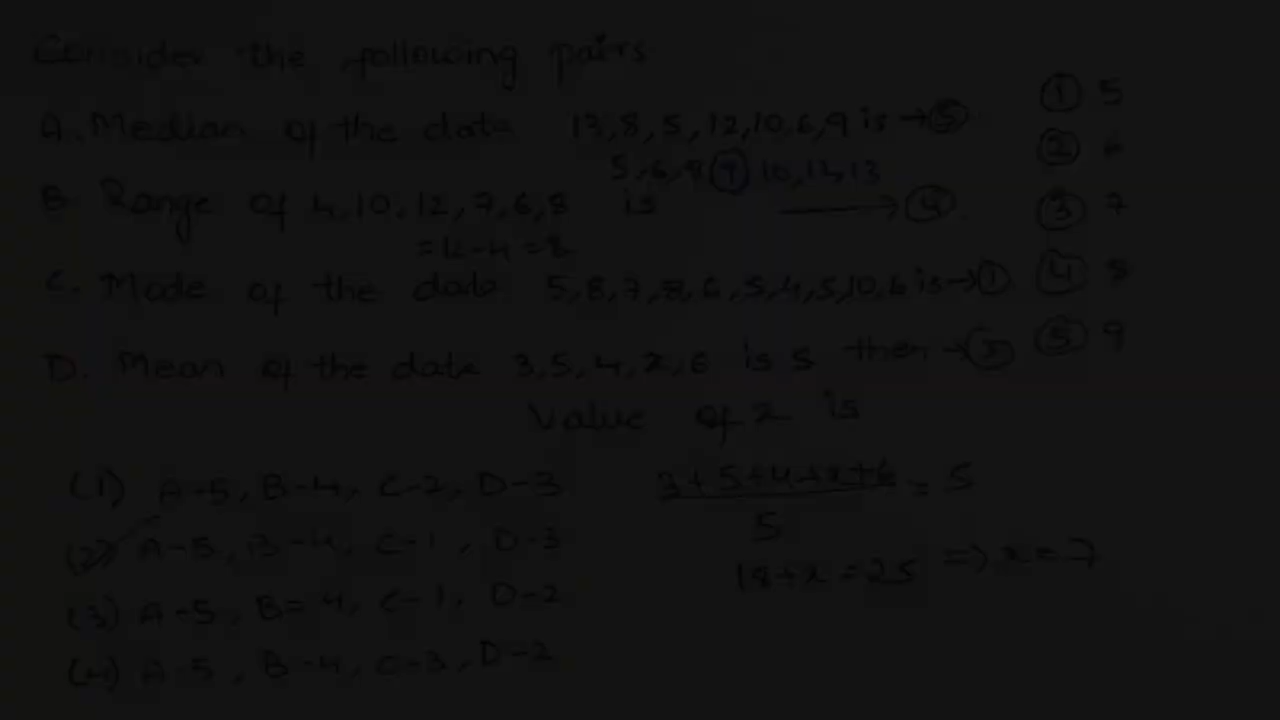 Consider the following pairs
A. Median of the data 13,8,5,12,10,6,9 is → ⑤
5,6,8 ⑨ 10,12,13
B. Range of 4,10,12,7,6,8 is → ④
= 12-4 = 8
C. Mode of the data 5,8,7,8,6,5,4,5,10,6 is → ①
D. Mean of the data 3,5,4,x,6 is 5 then → ③
Value of x is
① 5
② 6
③ 7
④ 8
⑤ 9
(1) A-5, B-4, C-2, D-3
(2) A-5, B-4, C-1, D-3
(3) A-5, B=4, C-1, D-2
(4) A-5, B-4, C-3, D-2
3+5+4+x+6 = 5
5
18+x = 25 => x = 7